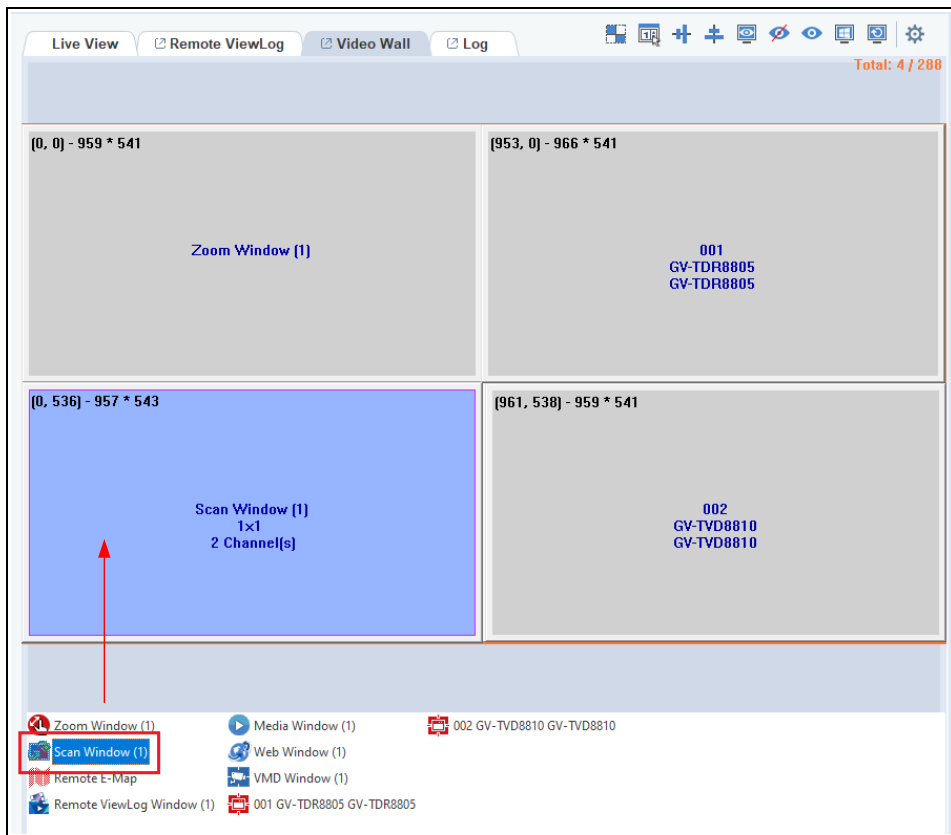 Live View
Remote ViewLog
Video Wall
Log
Total: 4 / 288
(0, 0) - 959 * 541
(953, 0) - 966 * 541
Zoom Window (1)
001
GV-TDR8805
GV-TDR8805
(0, 536) - 957 * 543
(961, 538) - 959 * 541
Scan Window (1)
1×1
2 Channel(s)
002
GV-TVD8810
GV-TVD8810
Zoom Window (1)
Media Window (1)
002 GV-TVD8810 GV-TVD8810
Scan Window (1)
Web Window (1)
Remote E-Map
VMD Window (1)
Remote ViewLog Window (1)
001 GV-TDR8805 GV-TDR8805